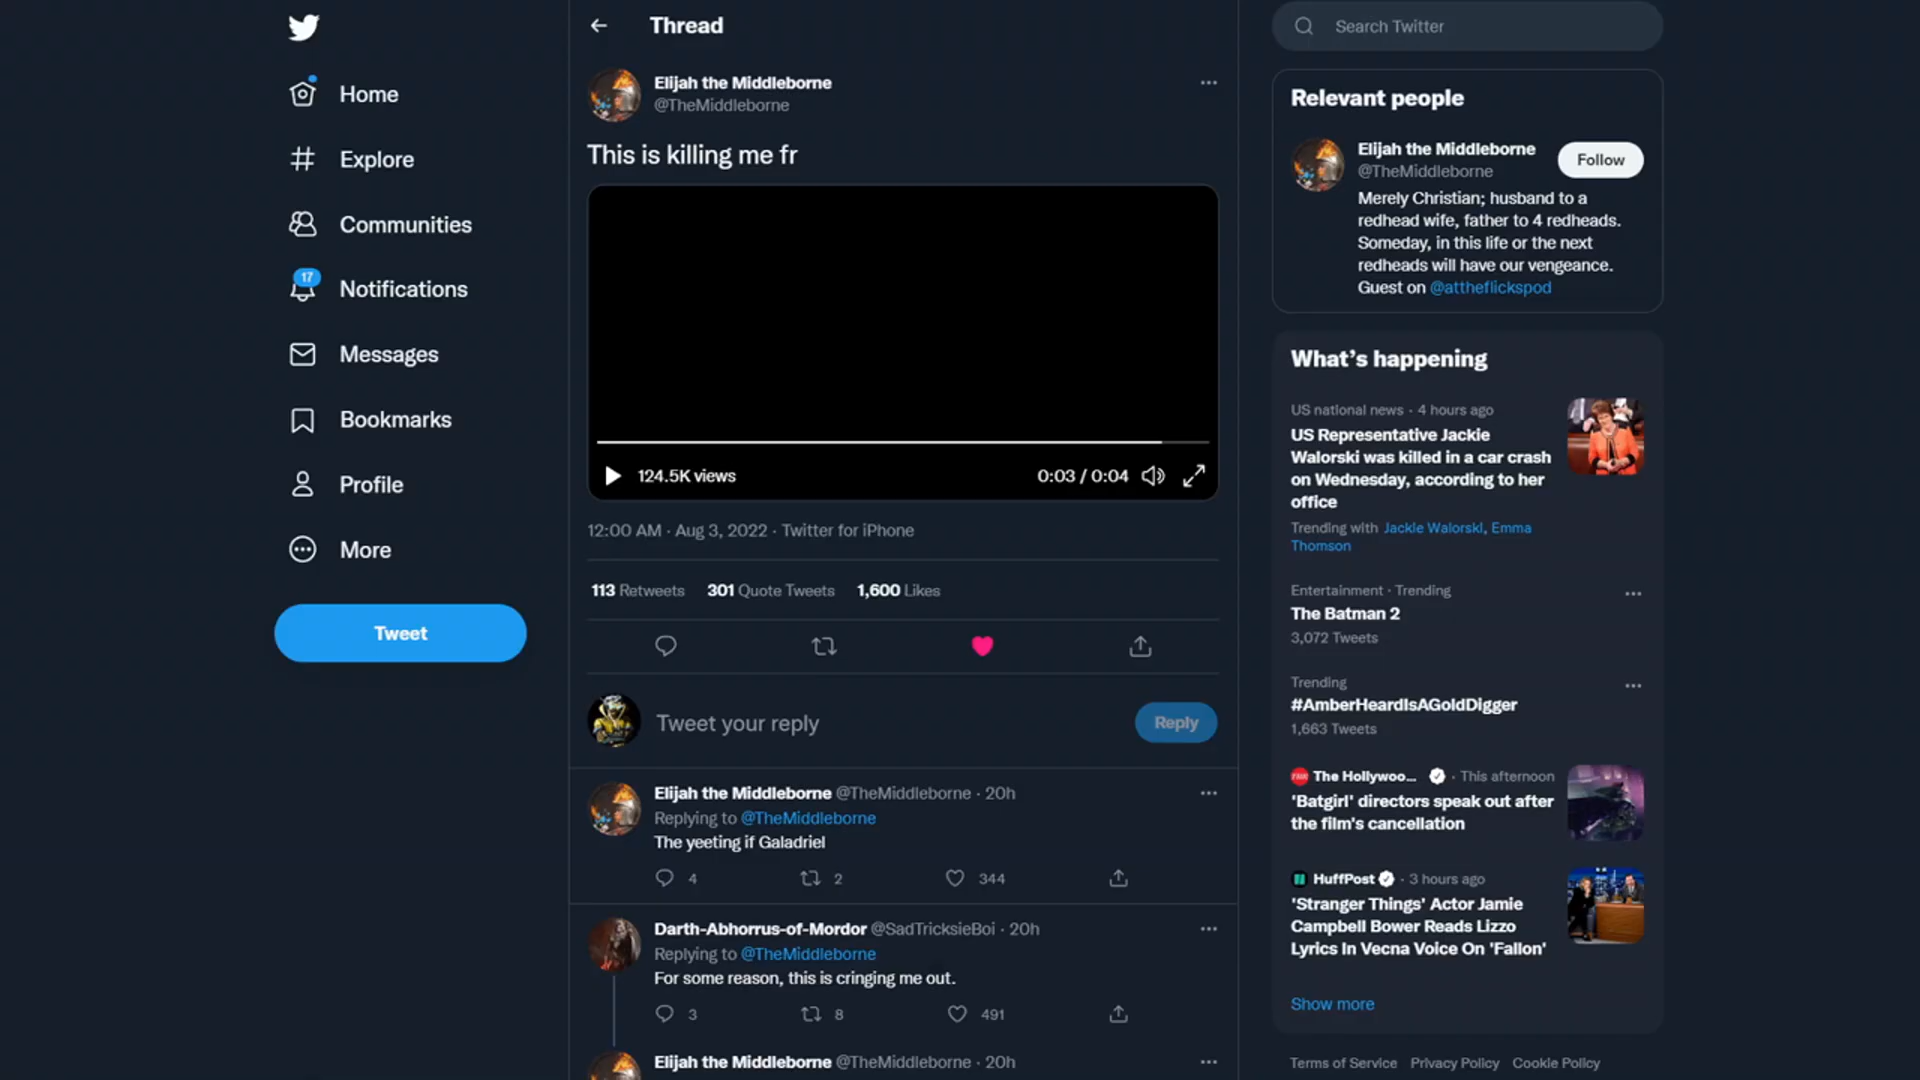 Home
Explore
Communities
17
Notifications
Messages
Bookmarks
Profile
More
Tweet
Thread
Elijah the Middleborne
@TheMiddleborne
This is killing me fr
124.5K views
0:03 / 0:04
12:00 AM · Aug 3, 2022 · Twitter for iPhone
113 Retweets 301 Quote Tweets 1,600 Likes
Tweet your reply
Reply
Elijah the Middleborne @TheMiddleborne · 20h
Replying to @TheMiddleborne
The yeeting if Galadriel
4 2 344
Darth-Abhorrus-of-Mordor @SadTricksieBoi · 20h
Replying to @TheMiddleborne
For some reason, this is cringing me out.
3 8 491
Elijah the Middleborne @TheMiddleborne · 20h
Search Twitter
Relevant people
Elijah the Middleborne
@TheMiddleborne
Follow
Merely Christian; husband to a
redhead wife, father to 4 redheads.
Someday, in this life or the next
redheads will have our vengeance.
Guest on @attheflickspod
What's happening
US national news · 4 hours ago
US Representative Jackie
Walorski was killed in a car crash
on Wednesday, according to her
office
Trending with Jackie Walorski, Emma
Thomson
Entertainment · Trending
The Batman 2
3,072 Tweets
Trending
#AmberHeardIsAGoldDigger
1,663 Tweets
The Hollywoo... · This afternoon
'Batgirl' directors speak out after
the film's cancellation
HuffPost · 3 hours ago
'Stranger Things' Actor Jamie
Campbell Bower Reads Lizzo
Lyrics In Vecna Voice On 'Fallon'
Show more
Terms of Service Privacy Policy Cookie Policy